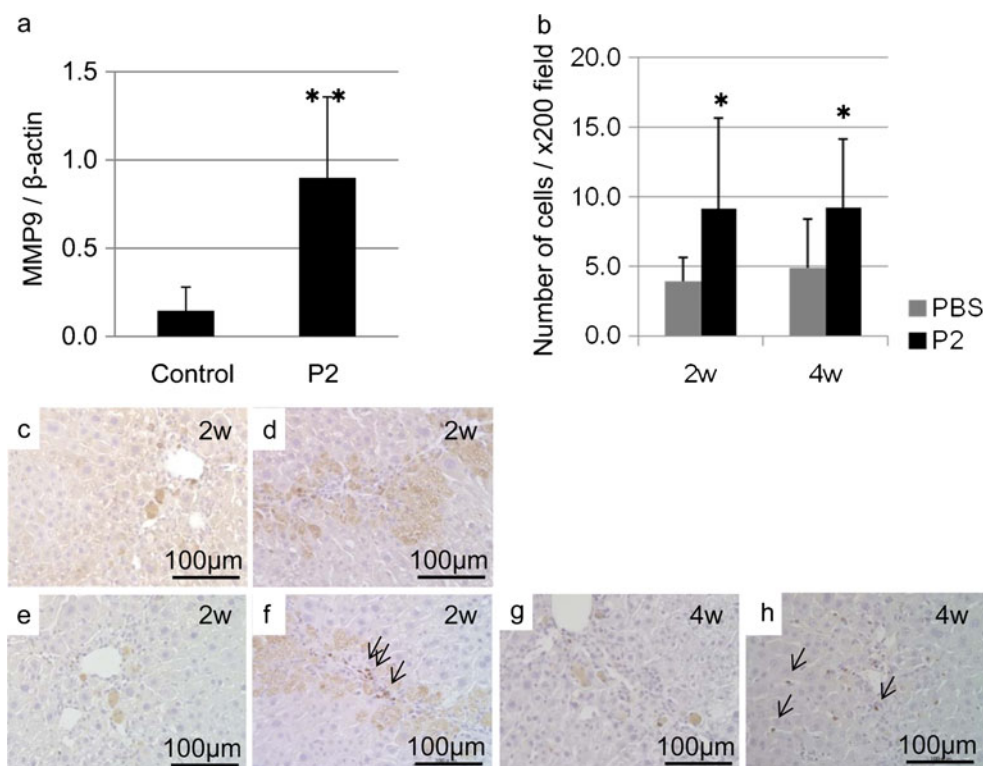 a
MMP9 / β-actin
1.5
1.0
0.5
0.0
**
Control
P2
b
Number of cells / x200 field
20.0
15.0
10.0
5.0
0.0
*
*
2w
4w
PBS
P2
c
2w
100μm
d
2w
100μm
e
2w
100μm
f
2w
100μm
g
4w
100μm
h
4w
100μm